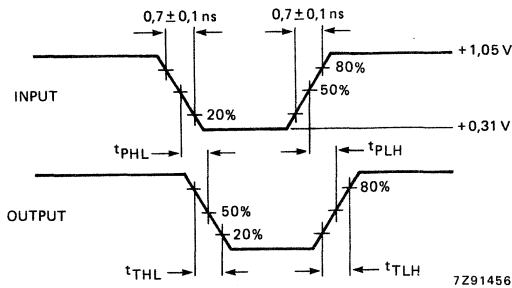 0,7 ± 0,1 ns
0,7 ± 0,1 ns
+1,05 V
80%
50%
INPUT
20%
+0,31 V
tPHL
tPLH
80%
50%
OUTPUT
20%
tTHL
tTLH
7Z91456